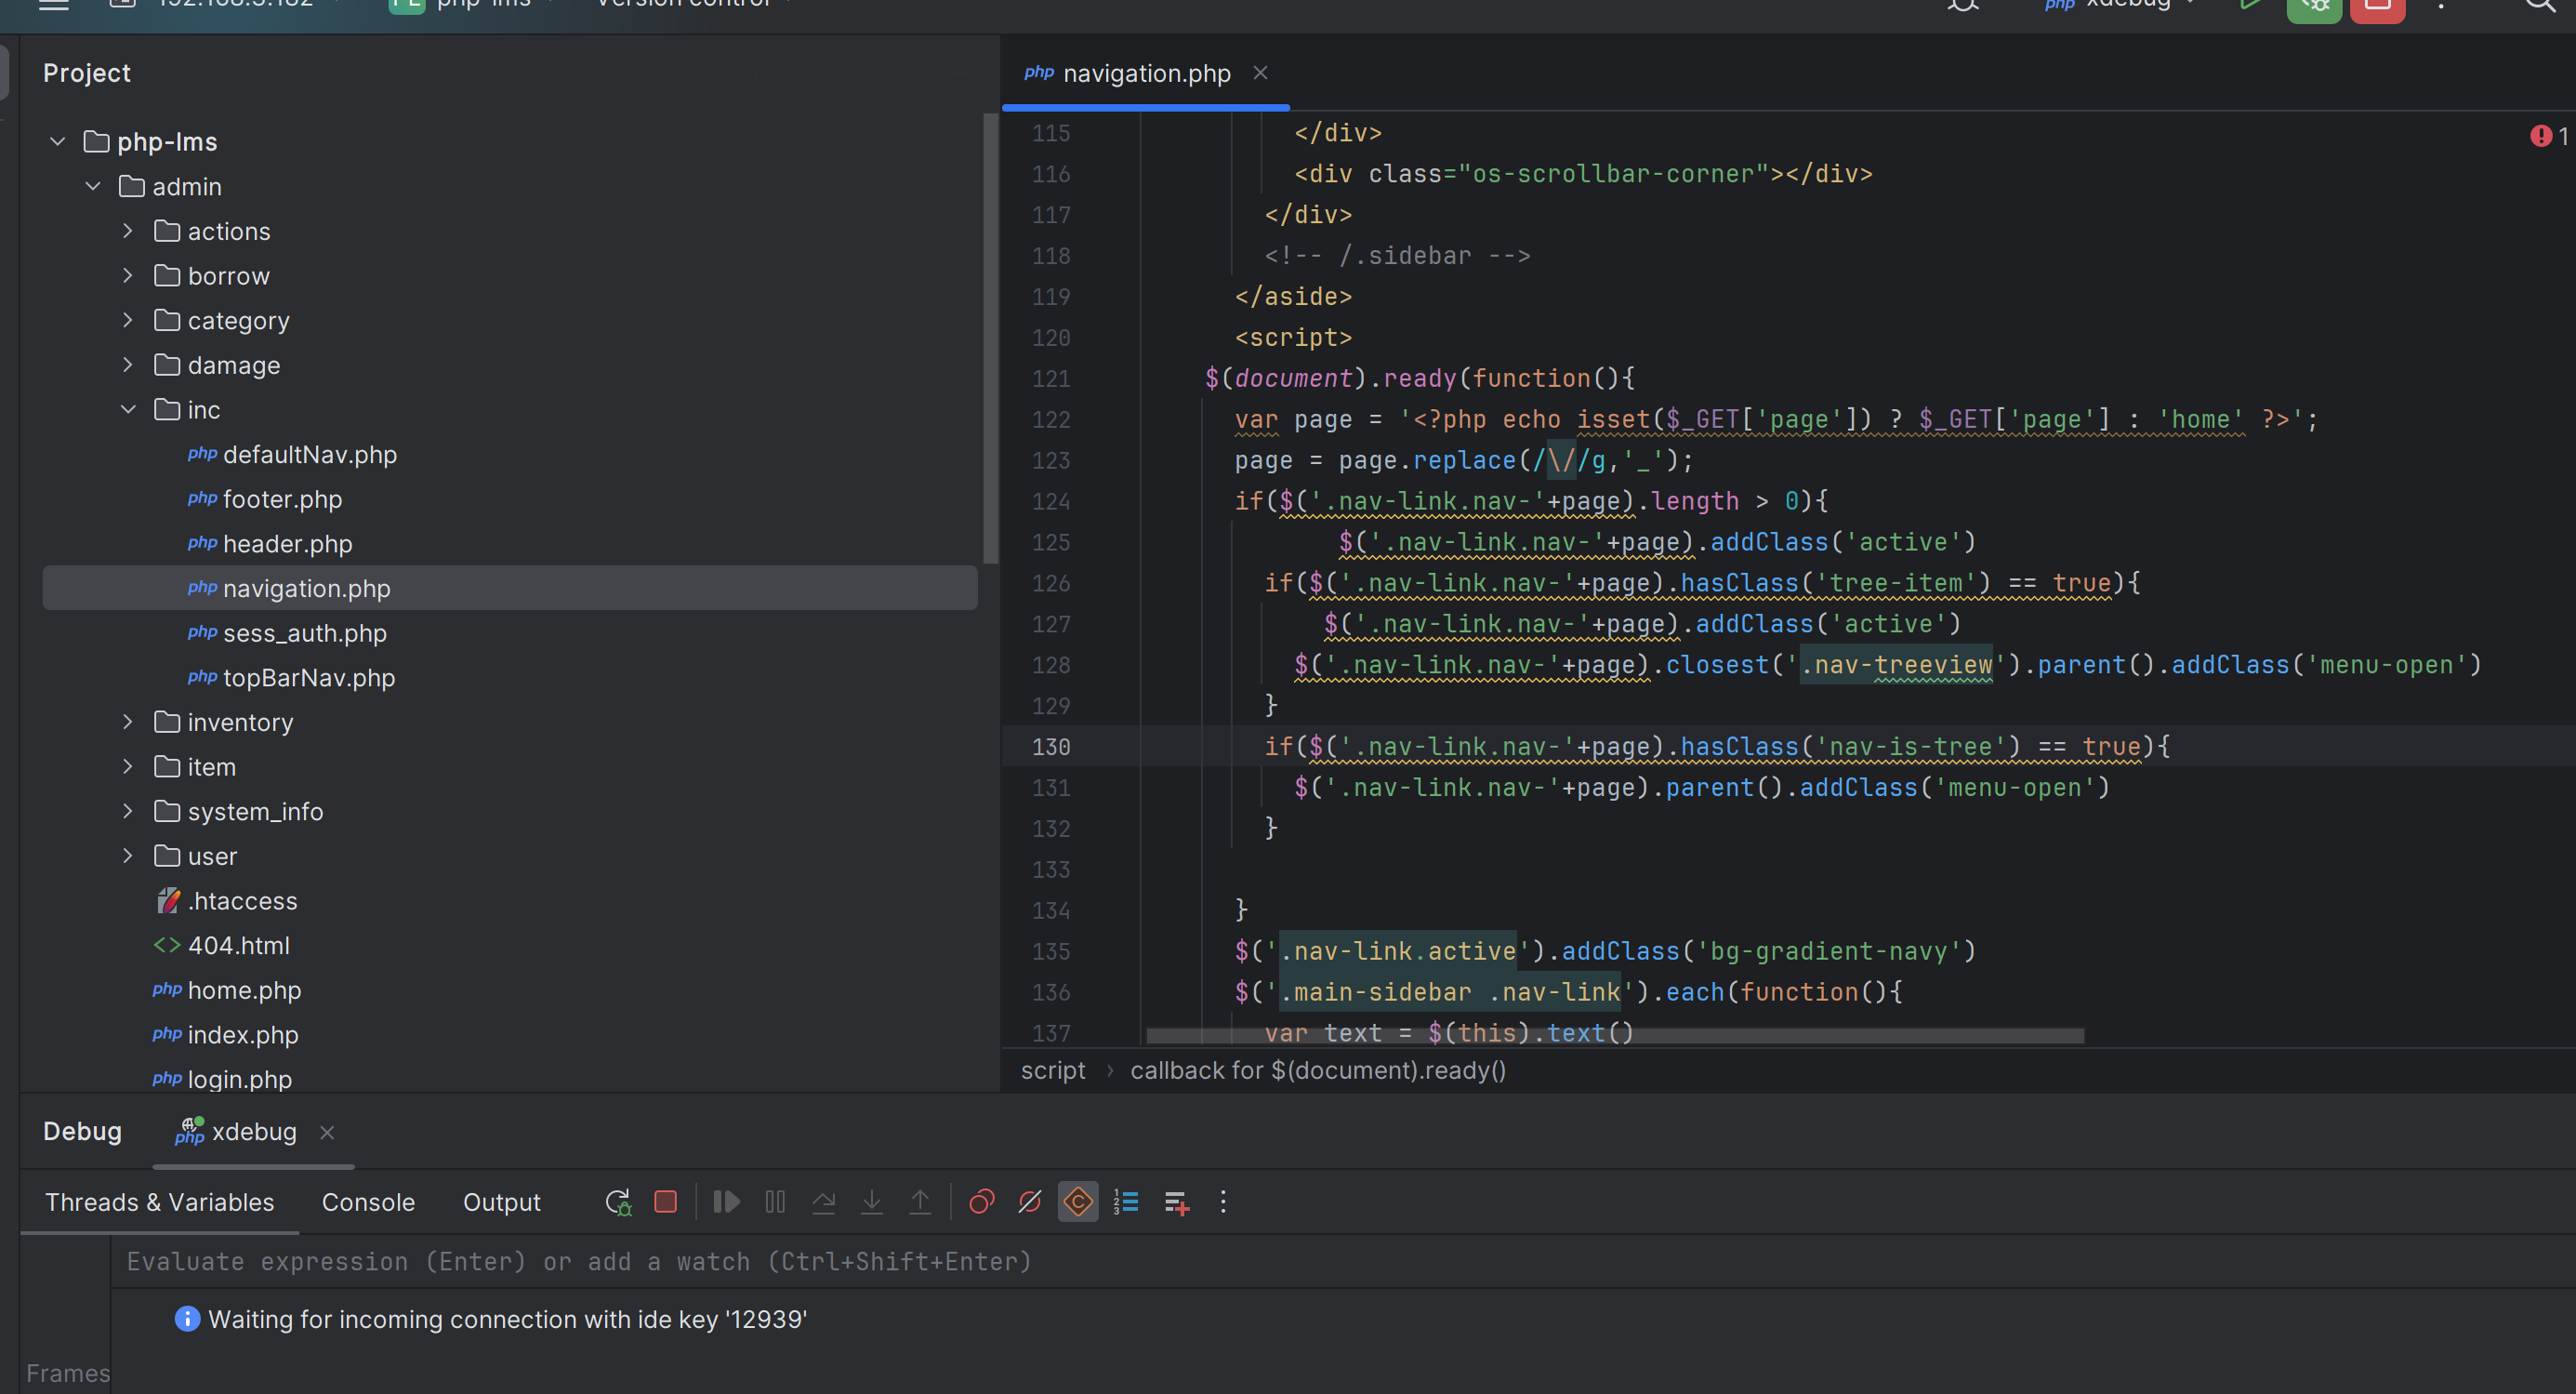 192.168.5.182
PL php-lms
Version control
php xdebug
Project
php-lms
admin
actions
borrow
category
damage
inc
php defaultNav.php
php footer.php
php header.php
php navigation.php
php sess_auth.php
php topBarNav.php
inventory
item
system_info
user
.htaccess
<> 404.html
php home.php
php index.php
php login.php
php navigation.php
1
115 </div>
116 <div class="os-scrollbar-corner"></div>
117 </div>
118 <!-- /.sidebar -->
119 </aside>
120 <script>
121 $(document).ready(function(){
122 var page = '<?php echo isset($_GET['page']) ? $_GET['page'] : 'home' ?>';
123 page = page.replace(/\//g,'_');
124 if($('.nav-link.nav-'+page).length > 0){
125 $('.nav-link.nav-'+page).addClass('active')
126 if($('.nav-link.nav-'+page).hasClass('tree-item') == true){
127 $('.nav-link.nav-'+page).addClass('active')
128 $('.nav-link.nav-'+page).closest('.nav-treeview').parent().addClass('menu-open')
129 }
130 if($('.nav-link.nav-'+page).hasClass('nav-is-tree') == true){
131 $('.nav-link.nav-'+page).parent().addClass('menu-open')
132 }
133
134 }
135 $('.nav-link.active').addClass('bg-gradient-navy')
136 $('.main-sidebar .nav-link').each(function(){
137 var text = $(this).text()
script › callback for $(document).ready()
Debug
php xdebug
Threads & Variables
Console
Output
Evaluate expression (Enter) or add a watch (Ctrl+Shift+Enter)
Waiting for incoming connection with ide key '12939'
Frames